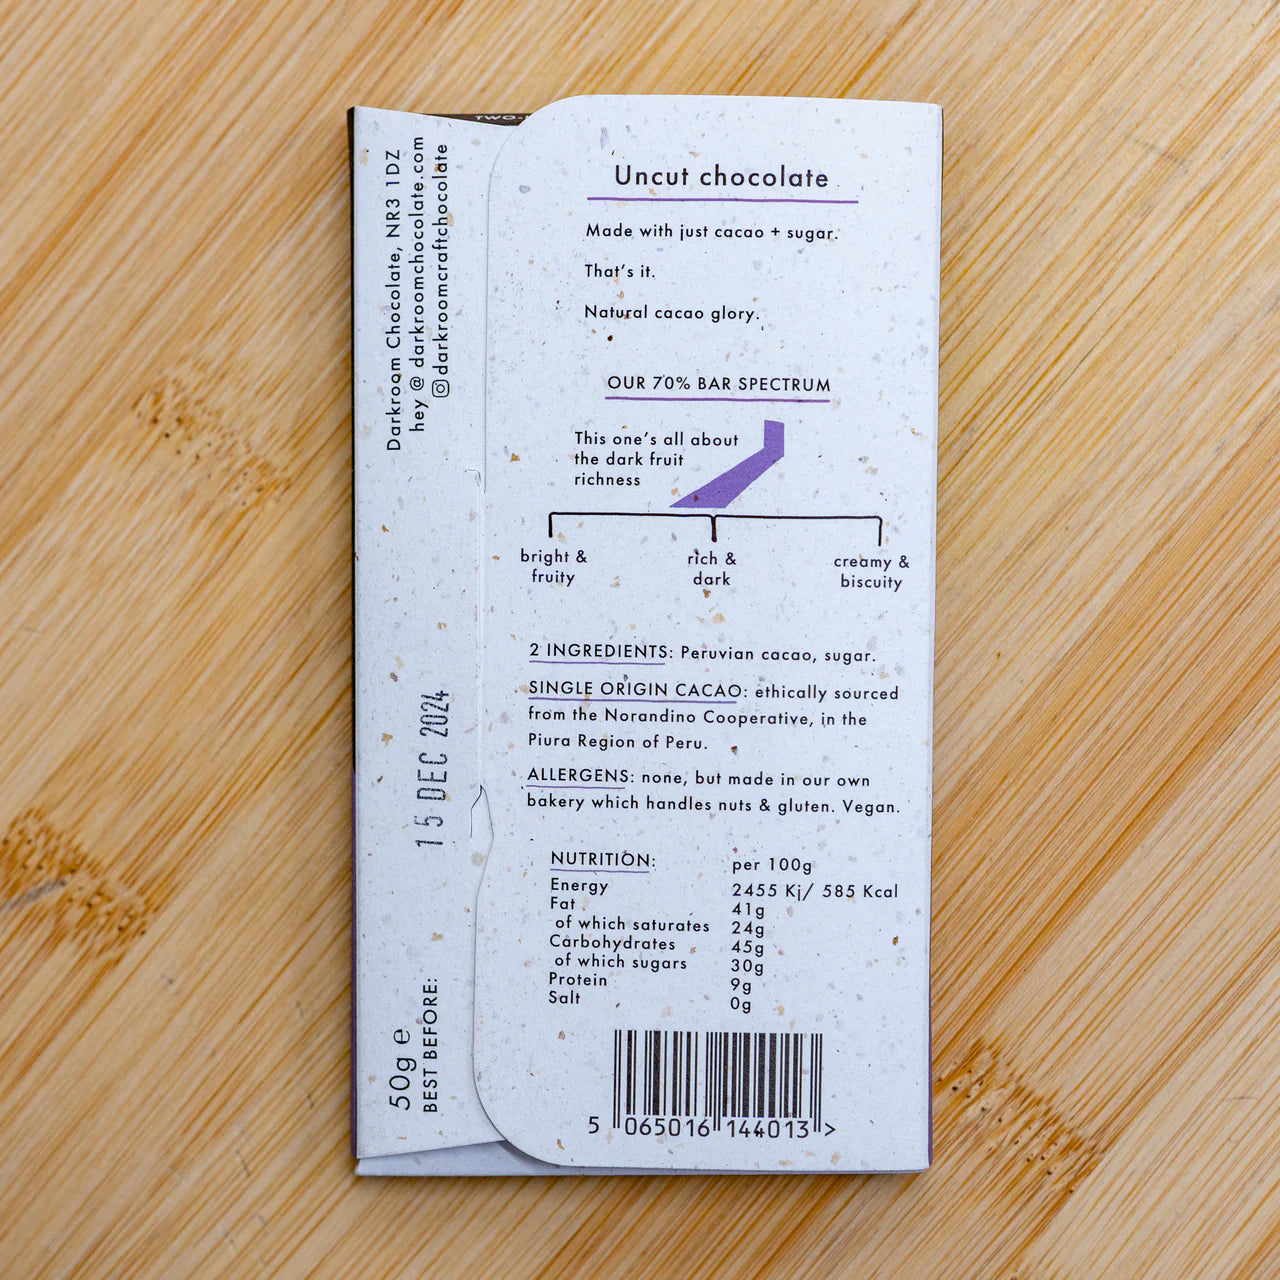 TWO-
Uncut chocolate
Made with just cacao + sugar.
That's it.
Natural cacao glory.
OUR 70% BAR SPECTRUM
This one's all about
the dark fruit
richness
bright &
fruity
rich &
dark
creamy &
biscuity
2 INGREDIENTS: Peruvian cacao, sugar.
SINGLE ORIGIN CACAO: ethically sourced
from the Norandino Cooperative, in the
Piura Region of Peru.
ALLERGENS: none, but made in our own
bakery which handles nuts & gluten. Vegan.
NUTRITION: per 100g
Energy 2455 Kj/ 585 Kcal
Fat 41g
of which saturates 24g
Carbohydrates 45g
of which sugars 30g
Protein 9g
Salt 0g
5 065016 144013 >
Darkroom Chocolate, NR3 1DZ
hey @ darkroomchocolate.com
darkroomcraftchocolate
50g e
BEST BEFORE: 15 DEC 2024